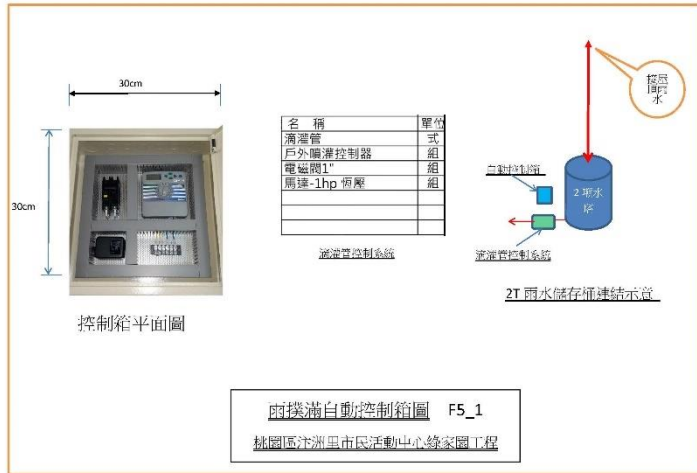 30cm
30cm
控制箱平面圖
名 稱 單位
滴灌管 式
戶外噴灌控制器 組
電磁閥1" 組
馬達-1hp 恆壓 組
滴灌管控制系統
接屋
頂雨
水
自動控制箱
2 噸水
塔
滴灌管控制系統
2T 雨水儲存桶連結示意
雨撲滿自動控制箱圖 F5_1
桃園區汴洲里市民活動中心綠家園工程